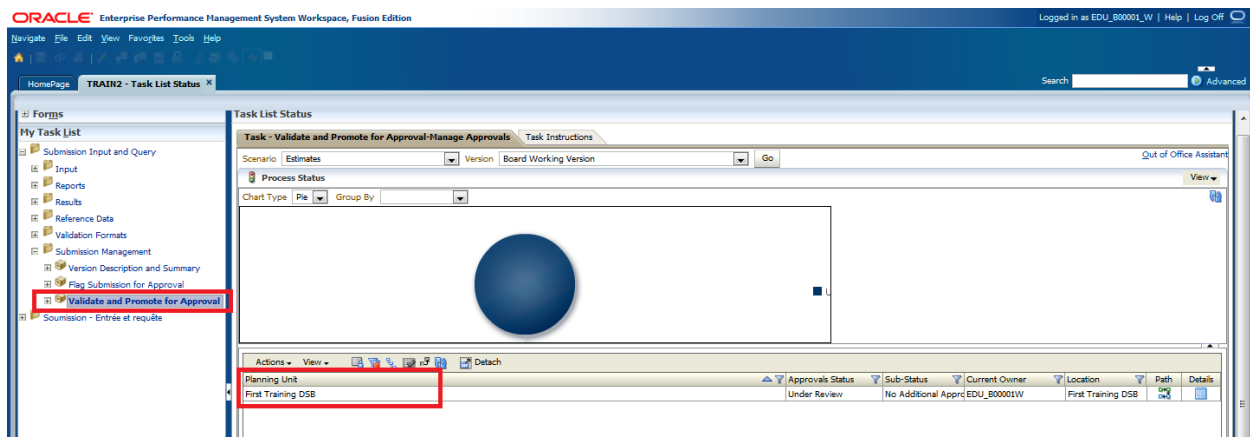 ORACLE® Enterprise Performance Management System Workspace, Fusion Edition
Logged in as EDU_B00001_W | Help | Log Off
Navigate File Edit View Favorites Tools Help
HomePage TRAIN2 - Task List Status × Search Advanced
Forms
Task List Status
My Task List
Task - Validate and Promote for Approval-Manage Approvals Task Instructions
Submission Input and Query
Scenario Estimates Version Board Working Version Go Out of Office Assistant
Input
Process Status View
Reports
Chart Type Pie Group By
Results
Reference Data
Validation Formats
Submission Management
Version Description and Summary
Flag Submission for Approval
U
Validate and Promote for Approval
Soumission - Entrée et requête
Actions View Detach
Planning Unit Approvals Status Sub-Status Current Owner Location Path Details
First Training DSB Under Review No Additional Appro EDU_B00001W First Training DSB